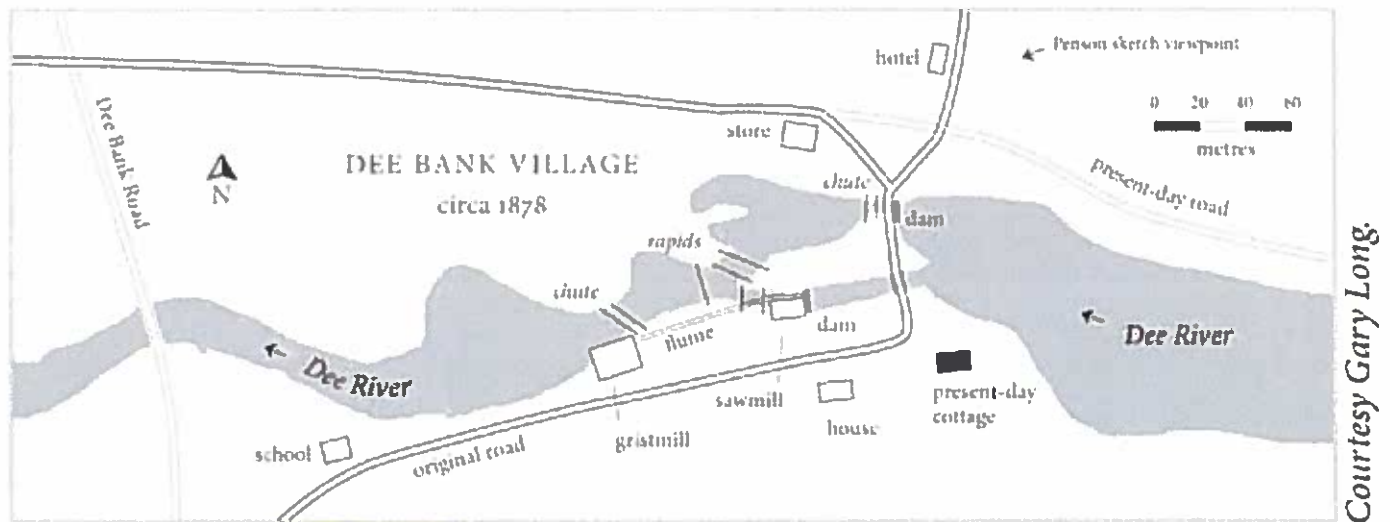 Penson sketch viewpoint
hotel
0 20 40 60
metres
store
Dee Bank Road
N
DEE BANK VILLAGE
circa 1878
chute
dam
present-day road
rapids
chute
flume
dam
Dee River
Dee River
sawmill
house
present-day
cottage
gristmill
school
original road
Courtesy Gary Long.